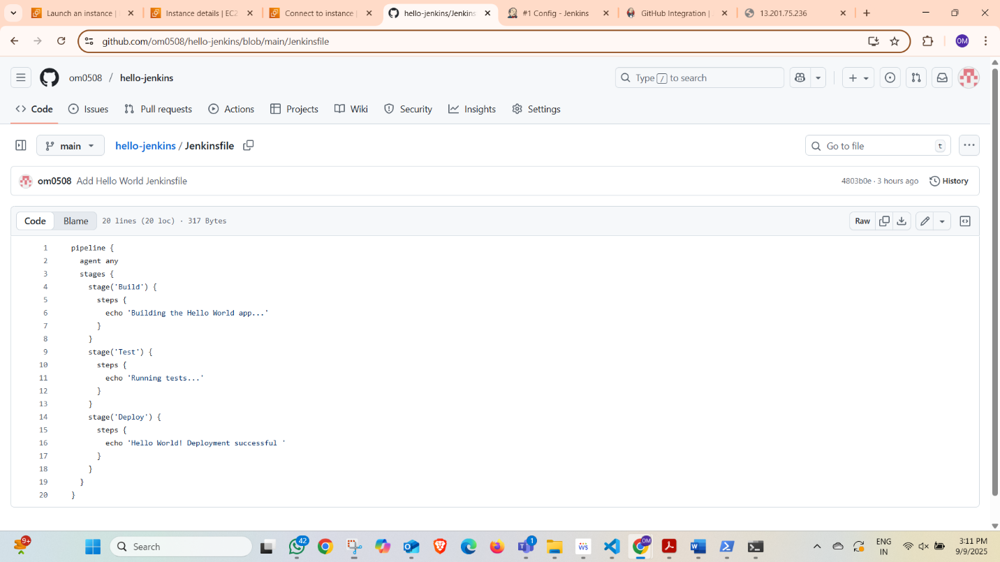 Launch an instance |
Instance details | EC2
Connect to instance |
hello-jenkins/Jenkins
#1 Config - Jenkins
GitHub Integration |
13.201.75.236
github.com/om0508/hello-jenkins/blob/main/Jenkinsfile
OM
om0508 / hello-jenkins
Type / to search
Code
Issues
Pull requests
Actions
Projects
Wiki
Security
Insights
Settings
main
hello-jenkins / Jenkinsfile
Go to file
t
om0508 Add Hello World Jenkinsfile
4803b0e · 3 hours ago
History
Code
Blame
20 lines (20 loc) · 317 Bytes
Raw
1 pipeline {
2 agent any
3 stages {
4 stage('Build') {
5 steps {
6 echo 'Building the Hello World app...'
7 }
8 }
9 stage('Test') {
10 steps {
11 echo 'Running tests...'
12 }
13 }
14 stage('Deploy') {
15 steps {
16 echo 'Hello World! Deployment successful '
17 }
18 }
19 }
20 }
9+
Search
42
1
WS
OM
ENG
IN
3:11 PM
9/9/2025